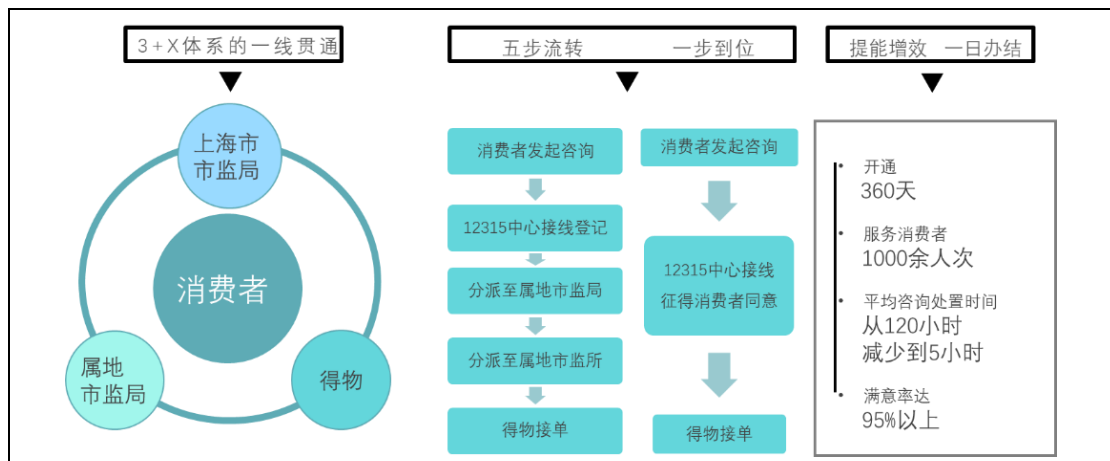 3+X体系的一线贯通
五步流转 一步到位
提能增效 一日办结
上海市
市监局
消费者
属地
市监局
得物
消费者发起咨询
12315中心接线登记
分派至属地市监局
分派至属地市监所
得物接单
消费者发起咨询
12315中心接线
征得消费者同意
得物接单
• 开通
360天
• 服务消费者
1000余人次
• 平均咨询处置时间
从120小时
减少到5小时
• 满意率达
95%以上